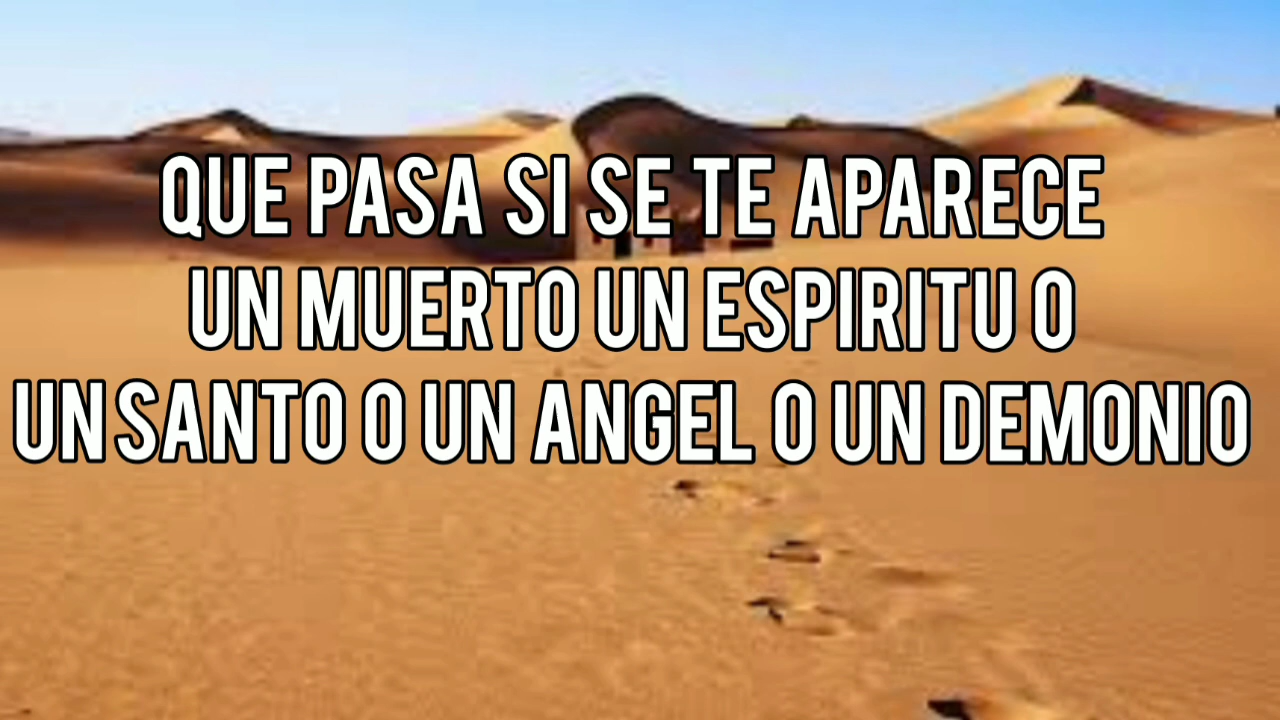 QUE PASA SI SE TE APARECE
UN MUERTO UN ESPIRITU O
UN SANTO O UN ANGEL O UN DEMONIO